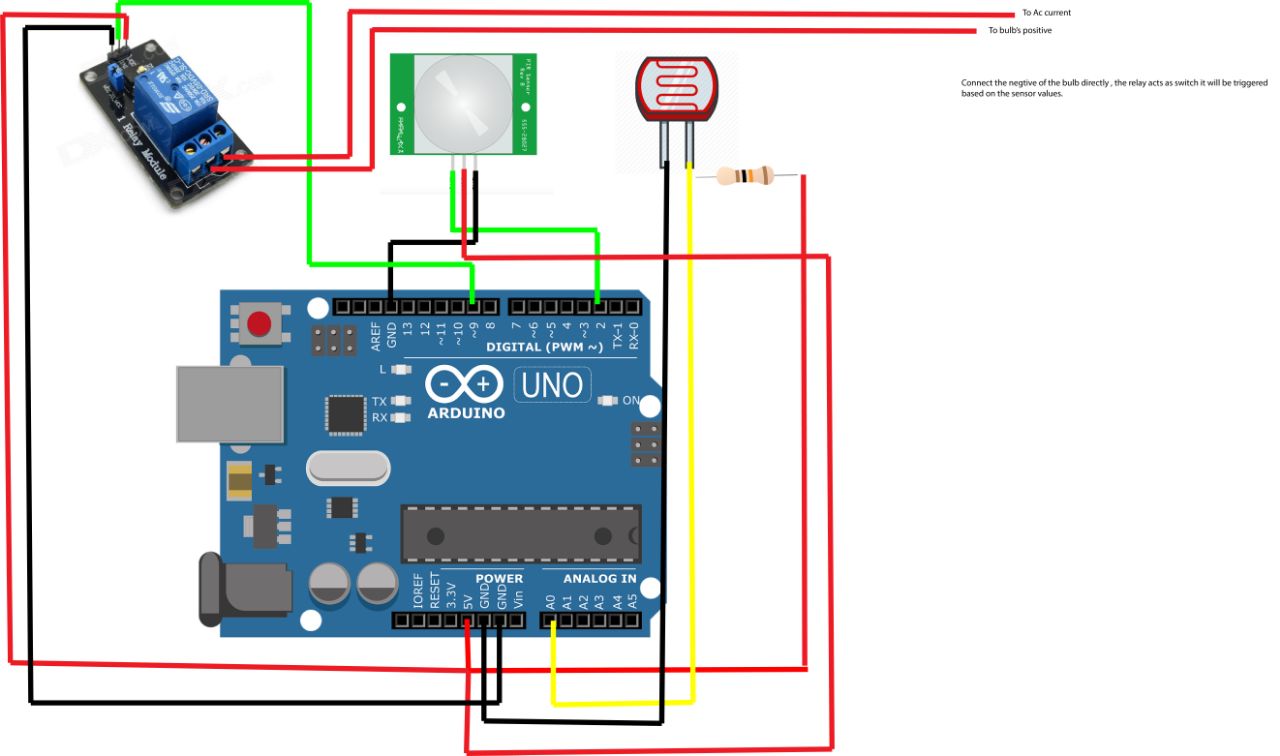 To Ac current
To bulb's positive
Connect the negtive of the bulb directly , the relay acts as switch it will be triggered
based on the sensor values.
1 Relay Module
PIR Sensor
Rev B
555-28027
AREF
GND
13
12
~11
~10
~9
8
7
~6
~5
4
~3
2
TX-1
RX-0
DIGITAL (PWM ~)
L
TX
RX
UNO
ARDUINO
ON
POWER
ANALOG IN
IOREF
RESET
3.3V
5V
GND
GND
Vin
A0
A1
A2
A3
A4
A5